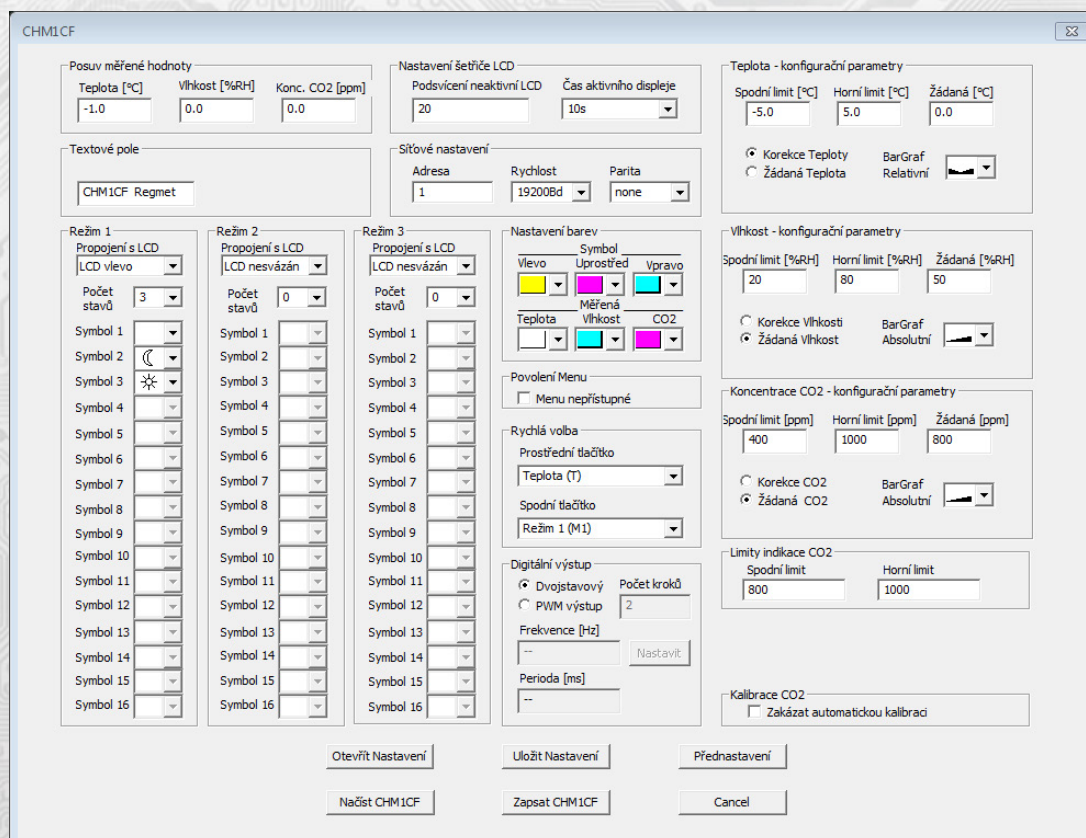 CHM1CF
Posuv měřené hodnoty
Teplota [°C] Vlhkost [%RH] Konc. CO2 [ppm]
-1.0 0.0 0.0
Textové pole
CHM1CF Regmet
Nastavení šetřiče LCD
Podsvícení neaktivní LCD Čas aktivního displeje
20 10s
Síťové nastavení
Adresa Rychlost Parita
1 19200Bd none
Režim 1
Propojení s LCD
LCD vlevo
Počet stavů 3
Symbol 1
Symbol 2
Symbol 3
Symbol 4
Symbol 5
Symbol 6
Symbol 7
Symbol 8
Symbol 9
Symbol 10
Symbol 11
Symbol 12
Symbol 13
Symbol 14
Symbol 15
Symbol 16
Režim 2
Propojení s LCD
LCD nesvázán
Počet stavů 0
Symbol 1
Symbol 2
Symbol 3
Symbol 4
Symbol 5
Symbol 6
Symbol 7
Symbol 8
Symbol 9
Symbol 10
Symbol 11
Symbol 12
Symbol 13
Symbol 14
Symbol 15
Symbol 16
Režim 3
Propojení s LCD
LCD nesvázán
Počet stavů 0
Symbol 1
Symbol 2
Symbol 3
Symbol 4
Symbol 5
Symbol 6
Symbol 7
Symbol 8
Symbol 9
Symbol 10
Symbol 11
Symbol 12
Symbol 13
Symbol 14
Symbol 15
Symbol 16
Nastavení barev
Symbol
Vlevo Uprostřed Vpravo
Měřená
Teplota Vlhkost CO2
Povolení Menu
Menu nepřístupné
Rychlá volba
Prostřední tlačítko
Teplota (T)
Spodní tlačítko
Režim 1 (M1)
Digitální výstup
Dvojstavový Počet kroků
PWM výstup 2
Frekvence [Hz]
-- Nastavit
Perioda [ms]
--
Teplota - konfigurační parametry
Spodní limit [°C] Horní limit [°C] Žádaná [°C]
-5.0 5.0 0.0
Korekce Teploty BarGraf
Žádaná Teplota Relativní
Vlhkost - konfigurační parametry
Spodní limit [%RH] Horní limit [%RH] Žádaná [%RH]
20 80 50
Korekce Vlhkosti BarGraf
Žádaná Vlhkost Absolutní
Koncentrace CO2 - konfigurační parametry
Spodní limit [ppm] Horní limit [ppm] Žádaná [ppm]
400 1000 800
Korekce CO2 BarGraf
Žádaná CO2 Absolutní
Limity indikace CO2
Spodní limit Horní limit
800 1000
Kalibrace CO2
Zakázat automatickou kalibraci
Otevřít Nastavení Uložit Nastavení Přednastavení
Načíst CHM1CF Zapsat CHM1CF Cancel